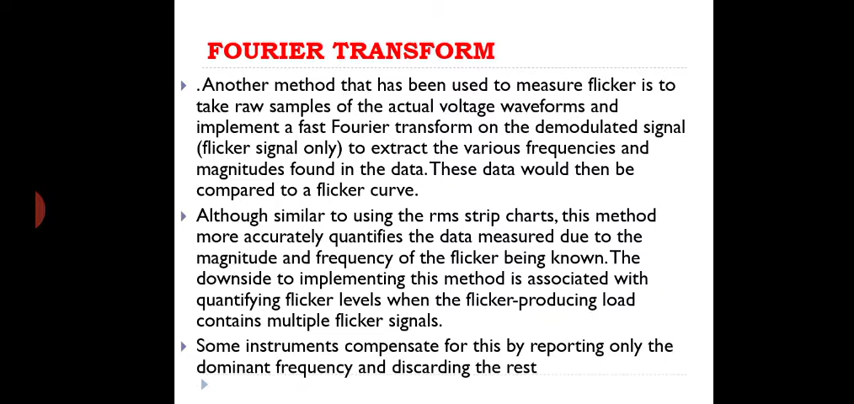 FOURIER TRANSFORM
. Another method that has been used to measure flicker is to
take raw samples of the actual voltage waveforms and
implement a fast Fourier transform on the demodulated signal
(flicker signal only) to extract the various frequencies and
magnitudes found in the data. These data would then be
compared to a flicker curve.
Although similar to using the rms strip charts, this method
more accurately quantifies the data measured due to the
magnitude and frequency of the flicker being known. The
downside to implementing this method is associated with
quantifying flicker levels when the flicker-producing load
contains multiple flicker signals.
Some instruments compensate for this by reporting only the
dominant frequency and discarding the rest